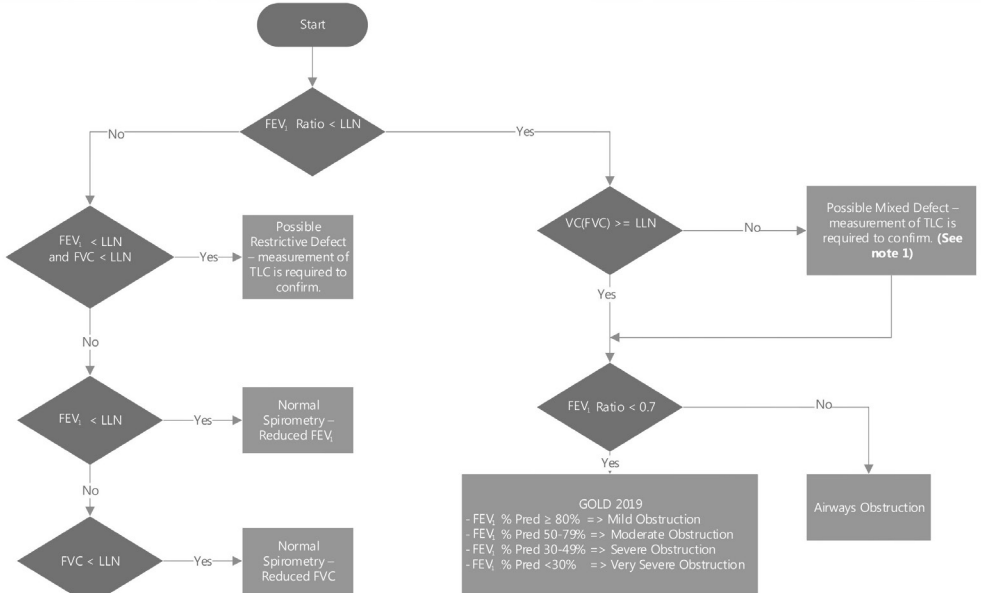 Start
FEV₁ Ratio < LLN
No
Yes
FEV₁ < LLN
and FVC < LLN
Yes
Possible
Restrictive Defect
– measurement of
TLC is required to
confirm.
VC(FVC) >= LLN
No
Possible Mixed Defect –
measurement of TLC is
required to confirm. (See
note 1)
No
Yes
FEV₁ < LLN
Yes
Normal
Spirometry –
Reduced FEV₁
FEV₁ Ratio < 0.7
No
Yes
No
GOLD 2019
- FEV₁ % Pred ≥ 80% => Mild Obstruction
- FEV₁ % Pred 50-79% => Moderate Obstruction
- FEV₁ % Pred 30-49% => Severe Obstruction
- FEV₁ % Pred <30% => Very Severe Obstruction
Airways Obstruction
FVC < LLN
Yes
Normal
Spirometry –
Reduced FVC